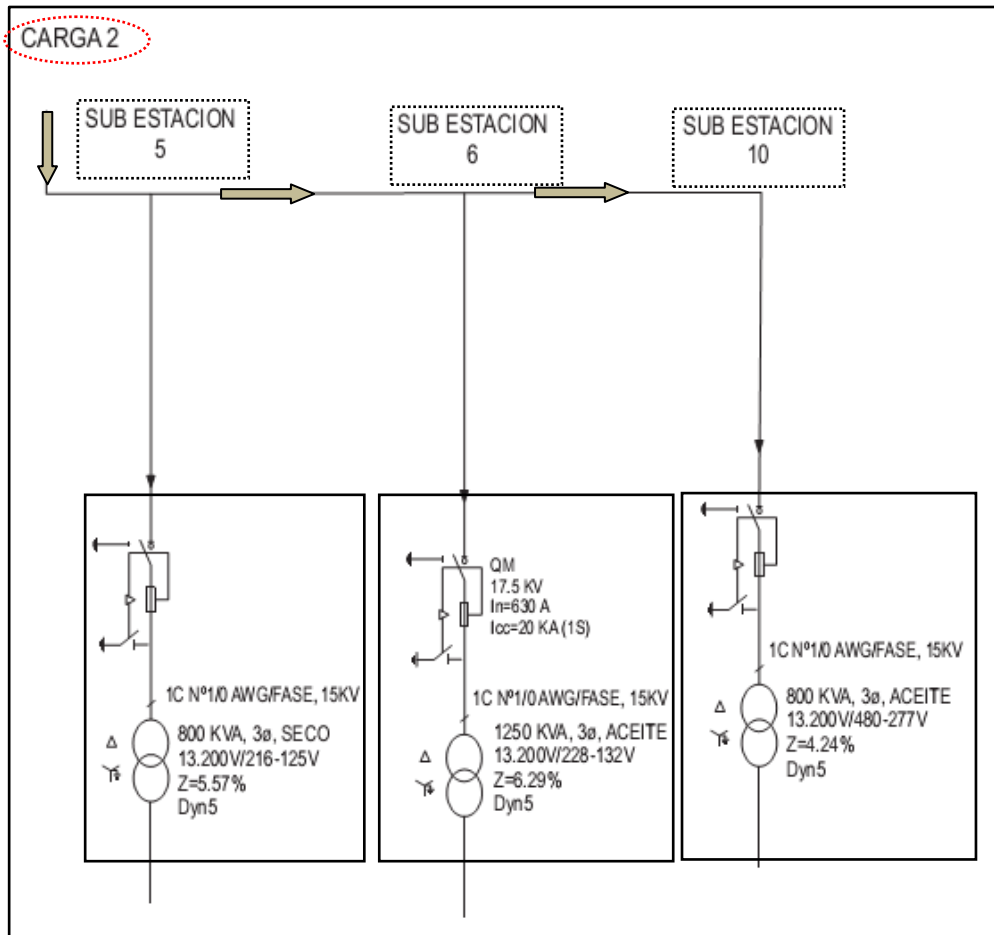 CARGA 2
SUB ESTACION
5
SUB ESTACION
6
SUB ESTACION
10
1C Nº1/0 AWG/FASE, 15KV
800 KVA, 3ø, SECO
13.200V/216-125V
Z=5.57%
Dyn5
QM
17.5 KV
In=630 A
Icc=20 KA (1S)
1C Nº1/0 AWG/FASE, 15KV
1250 KVA, 3ø, ACEITE
13.200V/228-132V
Z=6.29%
Dyn5
1C Nº1/0 AWG/FASE, 15KV
800 KVA, 3ø, ACEITE
13.200V/480-277V
Z=4.24%
Dyn5